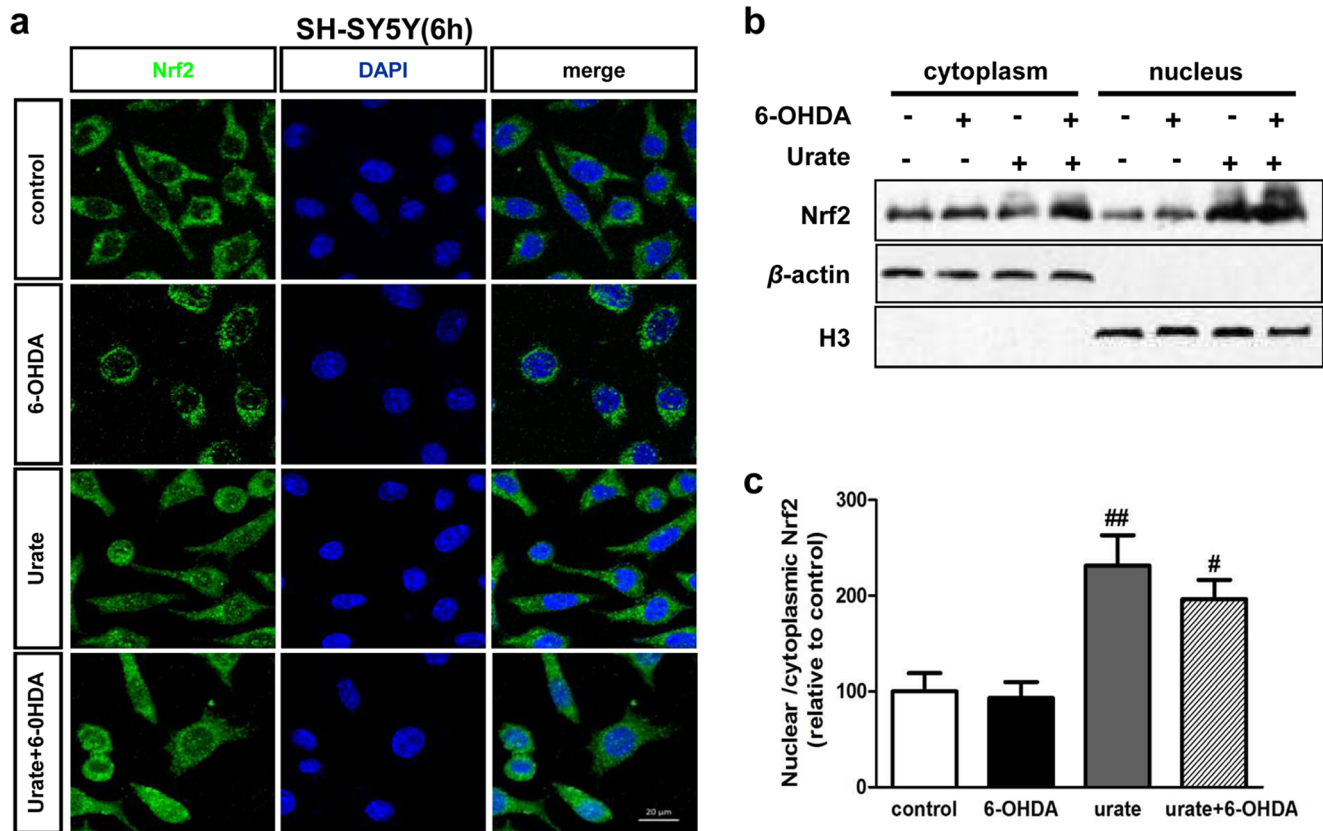 a
SH-SY5Y(6h)
Nrf2 DAPI merge
control
6-OHDA
Urate
Urate+6-0HDA
20 μm
b
cytoplasm nucleus
6-OHDA - + - + - + - +
Urate - - + + - - + +
Nrf2
β-actin
H3
c
Nuclear /cytoplasmic Nrf2
(relative to control)
300
200
100
0
##
#
control 6-OHDA urate urate+6-OHDA